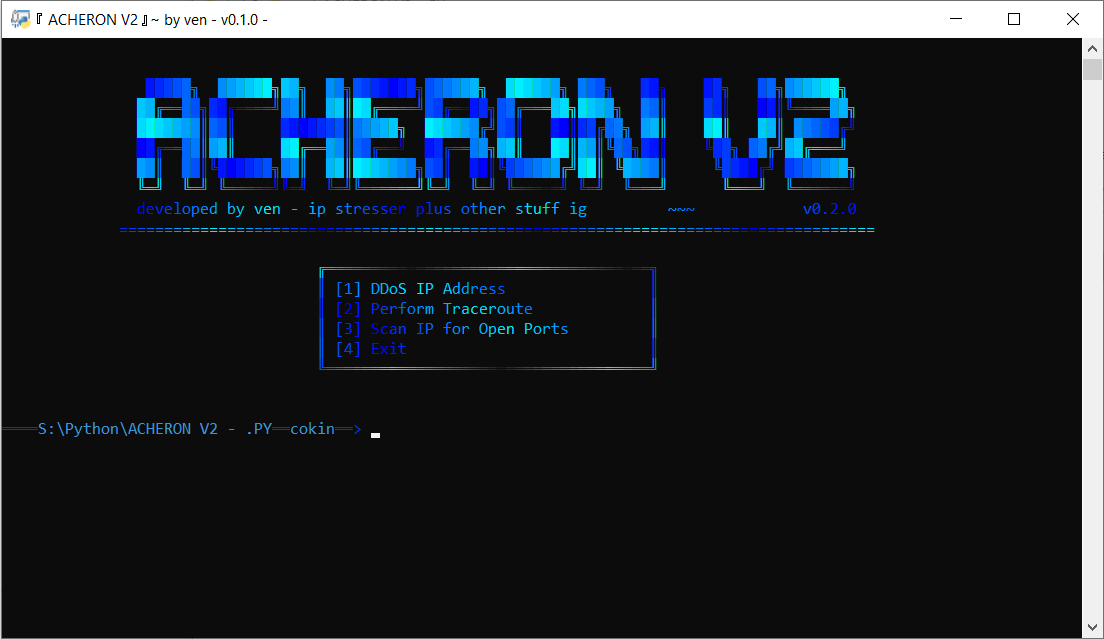 『 ACHERON V2 』~ by ven - v0.1.0 -
ACHERON V2
developed by ven - ip stresser plus other stuff ig ~~~ v0.2.0
====================================================================================
[1] DDoS IP Address
[2] Perform Traceroute
[3] Scan IP for Open Ports
[4] Exit
════S:\Python\ACHERON V2 - .PY══cokin══>